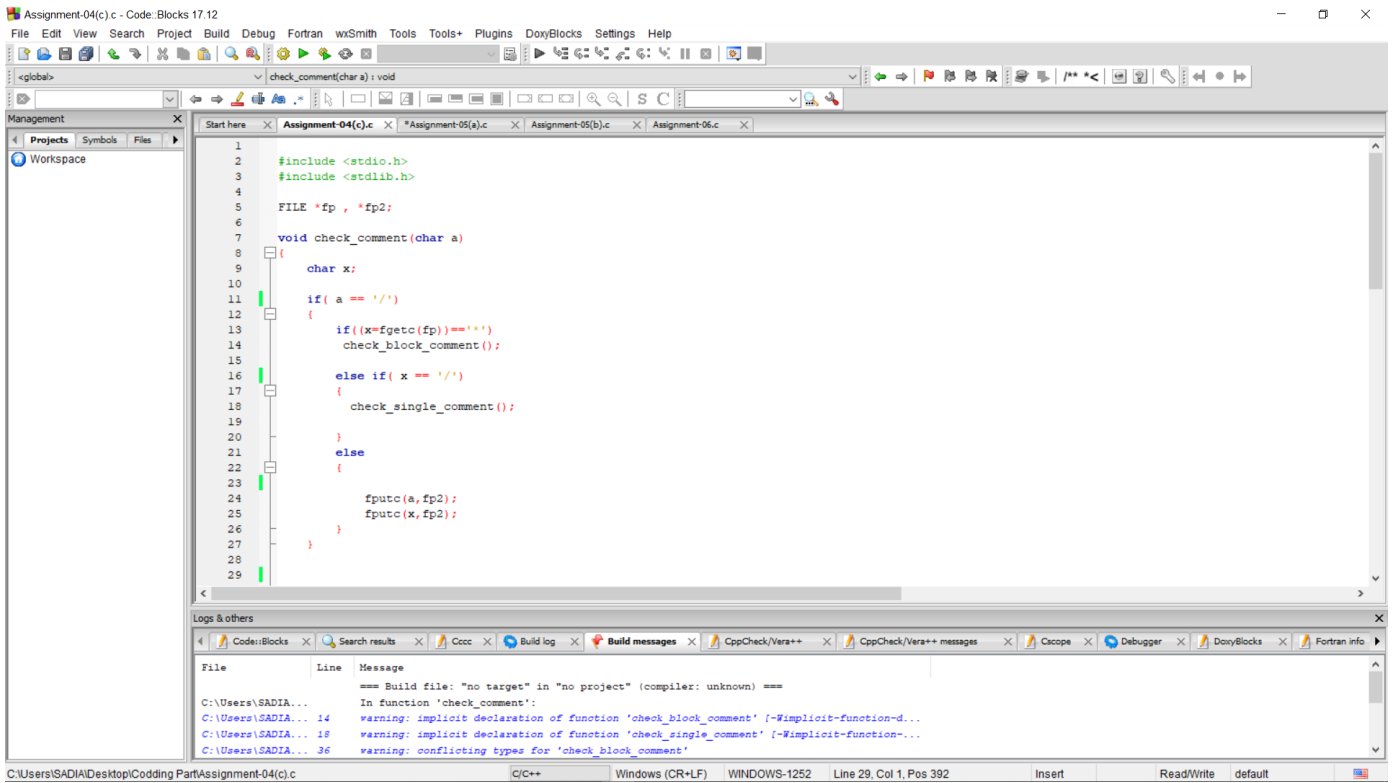 Assignment-04(c).c - Code::Blocks 17.12
File Edit View Search Project Build Debug Fortran wxSmith Tools Tools+ Plugins DoxyBlocks Settings Help
<global> check_comment(char a) : void
/** *<
S C
Management
Projects Symbols Files
Workspace
Start here Assignment-04(c).c *Assignment-05(a).c Assignment-05(b).c Assignment-06.c
1
2 #include <stdio.h>
3 #include <stdlib.h>
4
5 FILE *fp , *fp2;
6
7 void check_comment(char a)
8 {
9 char x;
10
11 if( a == '/')
12 {
13 if((x=fgetc(fp))=='*')
14 check_block_comment();
15
16 else if( x == '/')
17 {
18 check_single_comment();
19
20 }
21 else
22 {
23
24 fputc(a,fp2);
25 fputc(x,fp2);
26 }
27 }
28
29
Logs & others
Code::Blocks Search results Cccc Build log Build messages CppCheck/Vera++ CppCheck/Vera++ messages Cscope Debugger DoxyBlocks Fortran info
File Line Message
=== Build file: "no target" in "no project" (compiler: unknown) ===
C:\Users\SADIA... In function 'check_comment':
C:\Users\SADIA... 14 warning: implicit declaration of function 'check_block_comment' [-Wimplicit-function-d...
C:\Users\SADIA... 18 warning: implicit declaration of function 'check_single_comment' [-Wimplicit-function-...
C:\Users\SADIA... 36 warning: conflicting types for 'check_block_comment'
C:\Users\SADIA\Desktop\Codding Part\Assignment-04(c).c C/C++ Windows (CR+LF) WINDOWS-1252 Line 29, Col 1, Pos 392 Insert Read/Write default